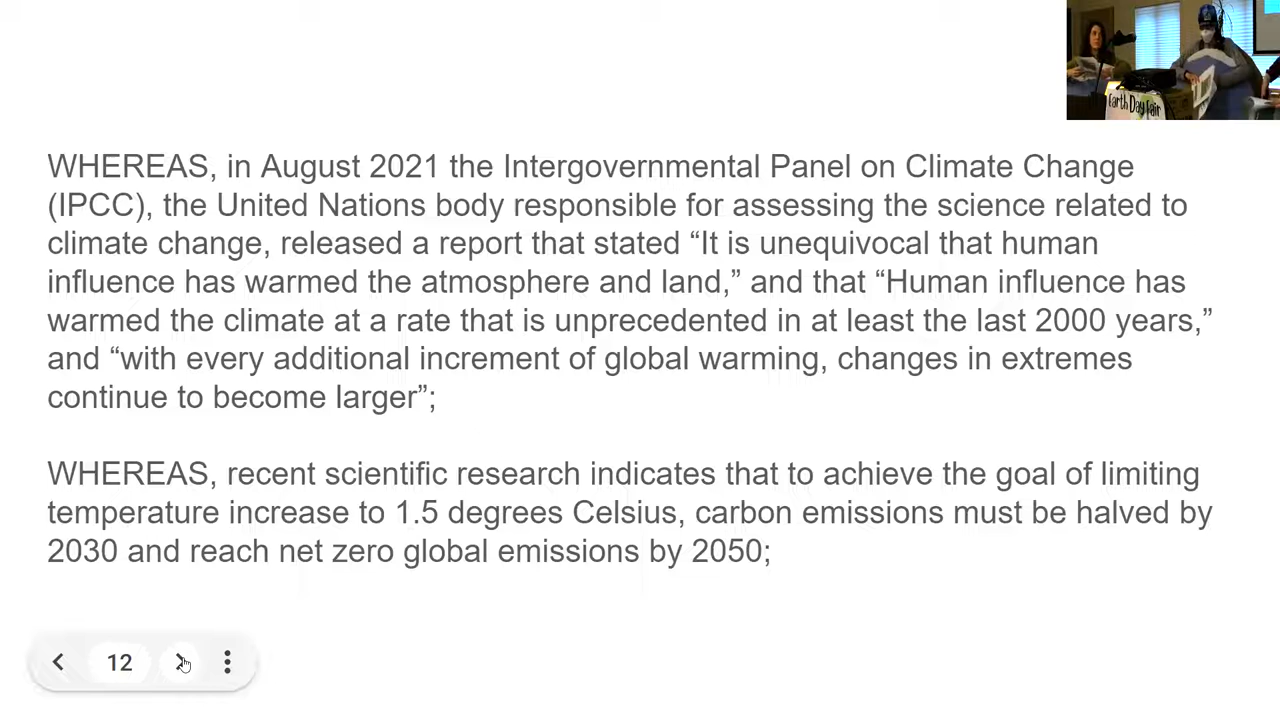 Earth Day Fair
WHEREAS, in August 2021 the Intergovernmental Panel on Climate Change
(IPCC), the United Nations body responsible for assessing the science related to
climate change, released a report that stated “It is unequivocal that human
influence has warmed the atmosphere and land,” and that “Human influence has
warmed the climate at a rate that is unprecedented in at least the last 2000 years,”
and “with every additional increment of global warming, changes in extremes
continue to become larger”;
WHEREAS, recent scientific research indicates that to achieve the goal of limiting
temperature increase to 1.5 degrees Celsius, carbon emissions must be halved by
2030 and reach net zero global emissions by 2050;
12